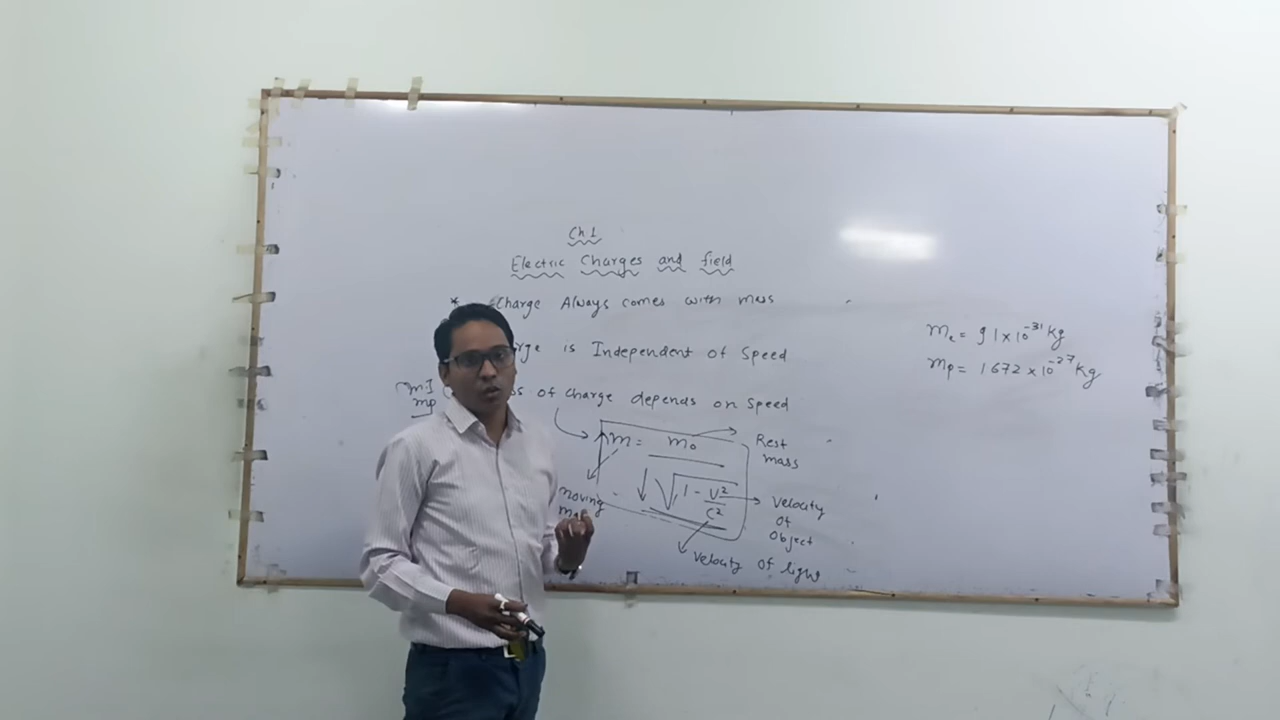 Ch 1
Electric Charges and field
* Charge Always comes with mass
is Independent of Speed
of Charge depends on Speed
mp
m = m₀ / √1 - V²/C²
Rest
mass
moving
Velocity
of
Object
Velocity of light
me = 9 1 x 10⁻³¹ Kg
mp = 1 672 x 10⁻²⁷ Kg